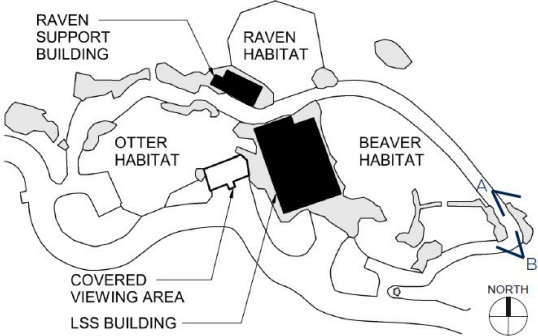 RAVEN
SUPPORT
BUILDING
RAVEN
HABITAT
OTTER
HABITAT
BEAVER
HABITAT
A
B
COVERED
VIEWING AREA
LSS BUILDING
NORTH